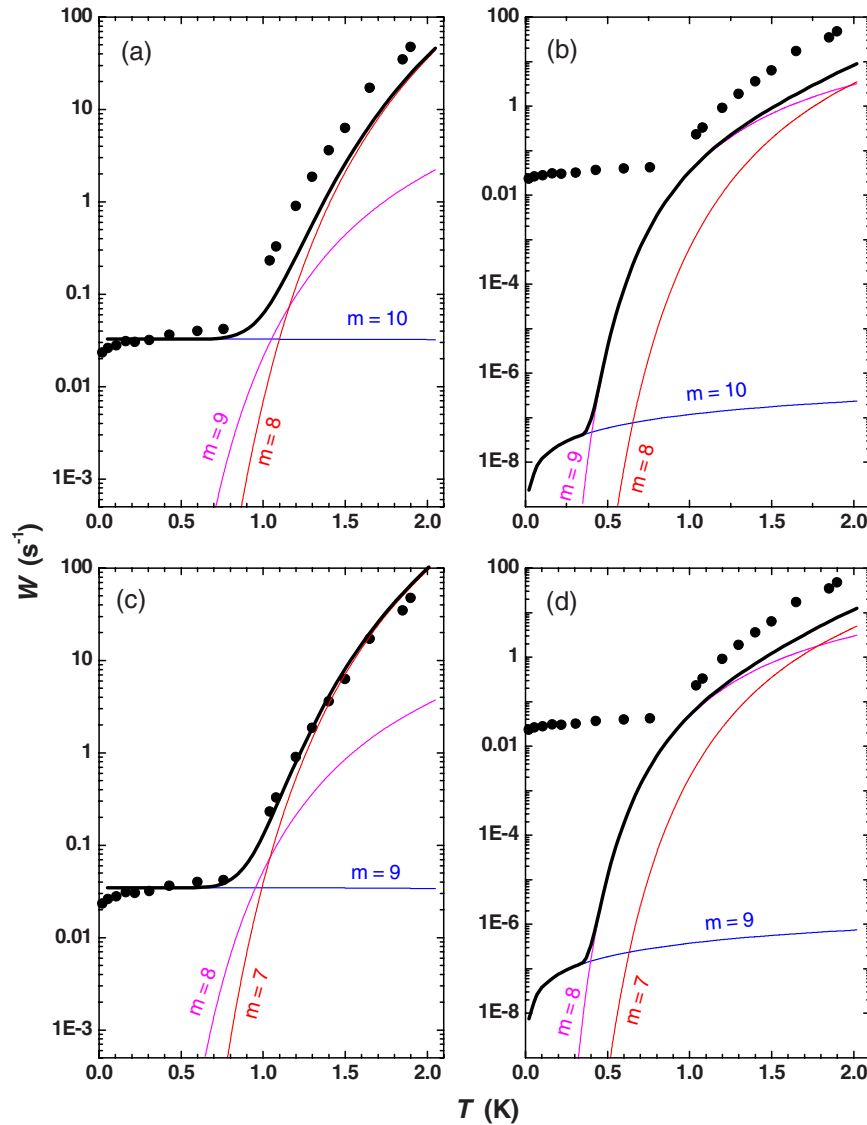 (a)
100
10
1
0.1
0.01
1E-3
0.0 0.5 1.0 1.5 2.0
m = 10
m = 9
m = 8
(b)
100
1
0.01
1E-4
1E-6
1E-8
0.0 0.5 1.0 1.5 2.0
m = 10
m = 9
m = 8
W (s⁻¹)
(c)
100
10
1
0.1
0.01
1E-3
0.0 0.5 1.0 1.5 2.0
m = 9
m = 8
m = 7
(d)
100
1
0.01
1E-4
1E-6
1E-8
0.0 0.5 1.0 1.5 2.0
m = 9
m = 8
m = 7
T (K)